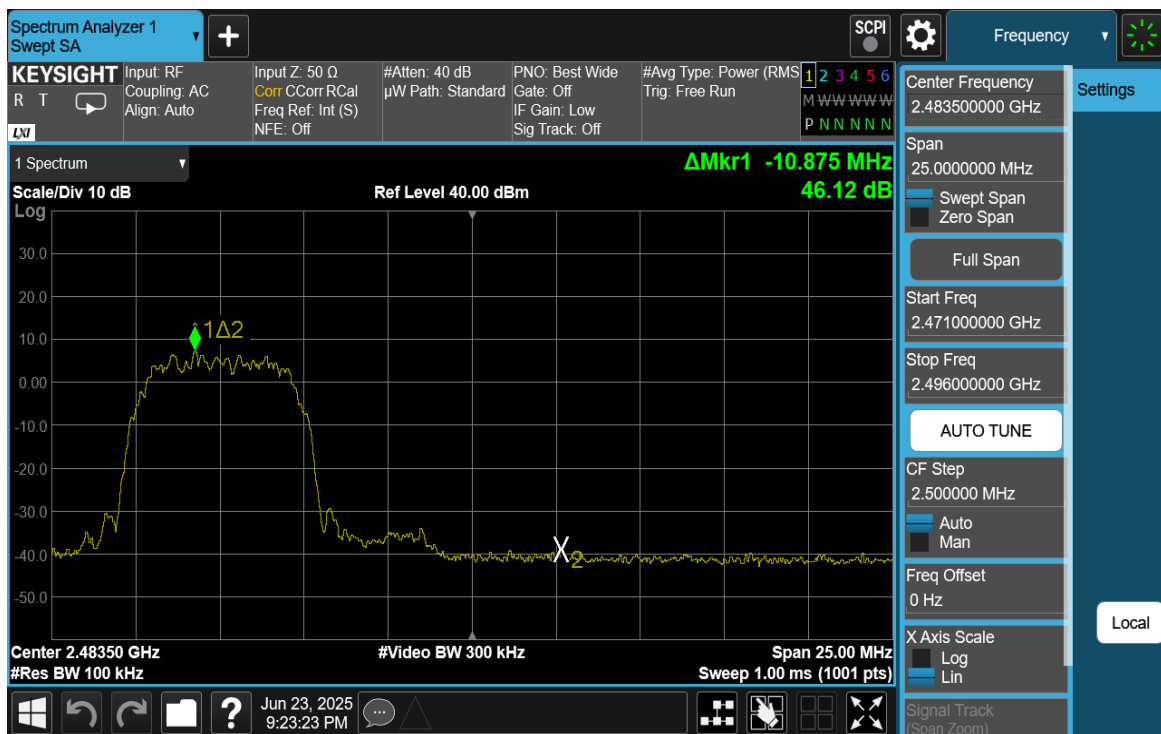 Spectrum Analyzer 1
Swept SA
+
SCPI
Frequency
KEYSIGHT
R T
LXI
Input: RF
Coupling: AC
Align: Auto
Input Z: 50 Ω
Corr CCorr RCal
Freq Ref: Int (S)
NFE: Off
#Atten: 40 dB
µW Path: Standard
PNO: Best Wide
Gate: Off
IF Gain: Low
Sig Track: Off
#Avg Type: Power (RMS
Trig: Free Run
1 2 3 4 5 6
M W W W W W
P N N N N N
1 Spectrum
ΔMkr1 -10.875 MHz
46.12 dB
Scale/Div 10 dB
Ref Level 40.00 dBm
Log
30.0
20.0
10.0
0.00
-10.0
-20.0
-30.0
-40.0
-50.0
1Δ2
X2
Center 2.48350 GHz
#Video BW 300 kHz
Span 25.00 MHz
#Res BW 100 kHz
Sweep 1.00 ms (1001 pts)
Center Frequency
2.483500000 GHz
Settings
Span
25.0000000 MHz
Swept Span
Zero Span
Full Span
Start Freq
2.471000000 GHz
Stop Freq
2.496000000 GHz
AUTO TUNE
CF Step
2.500000 MHz
Auto
Man
Freq Offset
0 Hz
X Axis Scale
Log
Lin
Local
Signal Track
(Span Zoom)
?
Jun 23, 2025
9:23:23 PM